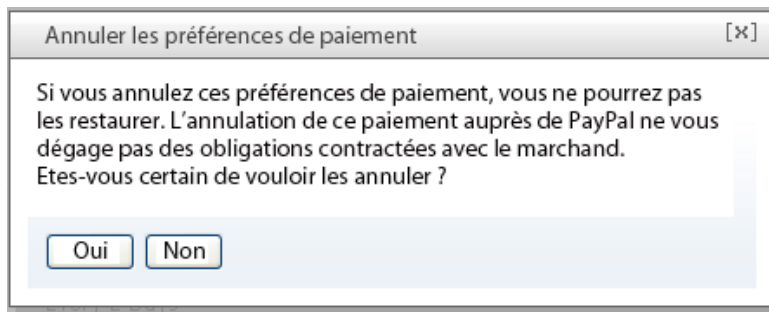 Annuler les préférences de paiement [x]
Si vous annulez ces préférences de paiement, vous ne pourrez pas
les restaurer. L'annulation de ce paiement auprès de PayPal ne vous
dégage pas des obligations contractées avec le marchand.
Etes-vous certain de vouloir les annuler ?
Oui Non